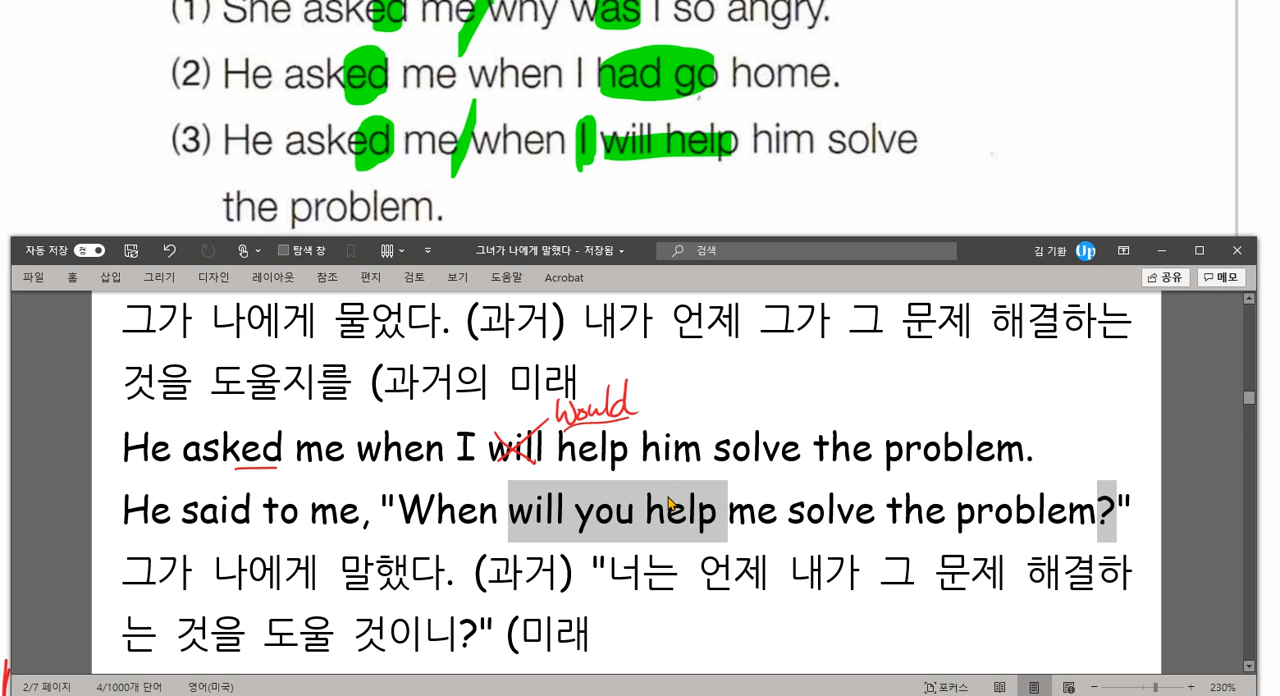 (1) She asked me why was I so angry.
(2) He asked me when I had go home.
(3) He asked me when I will help him solve
the problem.
자동 저장 컴 탐색 창 그녀가 나에게 말했다 - 저장됨 검색 김 기환 Up
파일 홈 삽입 그리기 디자인 레이아웃 참조 편지 검토 보기 도움말 Acrobat 공유 메모
그가 나에게 물었다. (과거) 내가 언제 그가 그 문제 해결하는
것을 도울지를 (과거의 미래
would
He asked me when I will help him solve the problem.
He said to me, "When will you help me solve the problem?"
그가 나에게 말했다. (과거) "너는 언제 내가 그 문제 해결하
는 것을 도울 것이니?" (미래
2/7 페이지 4/1000개 단어 영어(미국) 포커스 230%